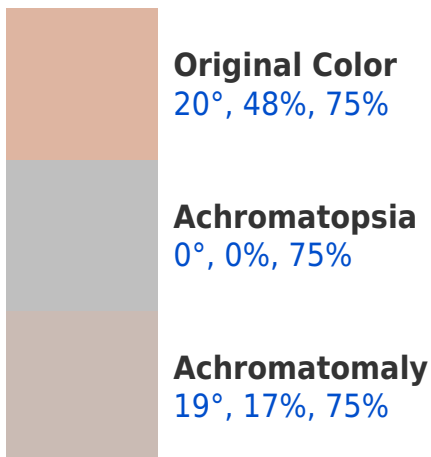 Original Color
20°, 48%, 75%
Achromatopsia
0°, 0%, 75%
Achromatomaly
19°, 17%, 75%